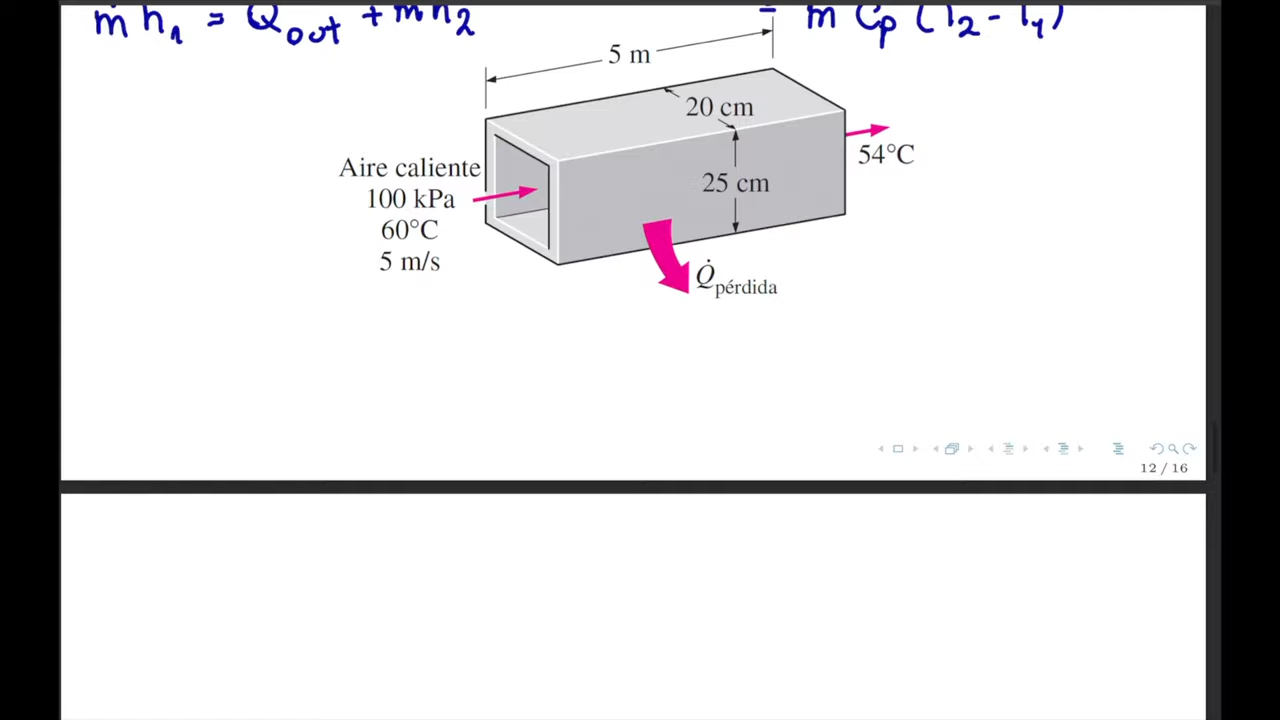 ṁ h₁ = Q̇out + ṁ h₂
= ṁ Cp (T₂ - T₁)
5 m
20 cm
Aire caliente
100 kPa
60°C
5 m/s
25 cm
54°C
Q̇pérdida
12 / 16